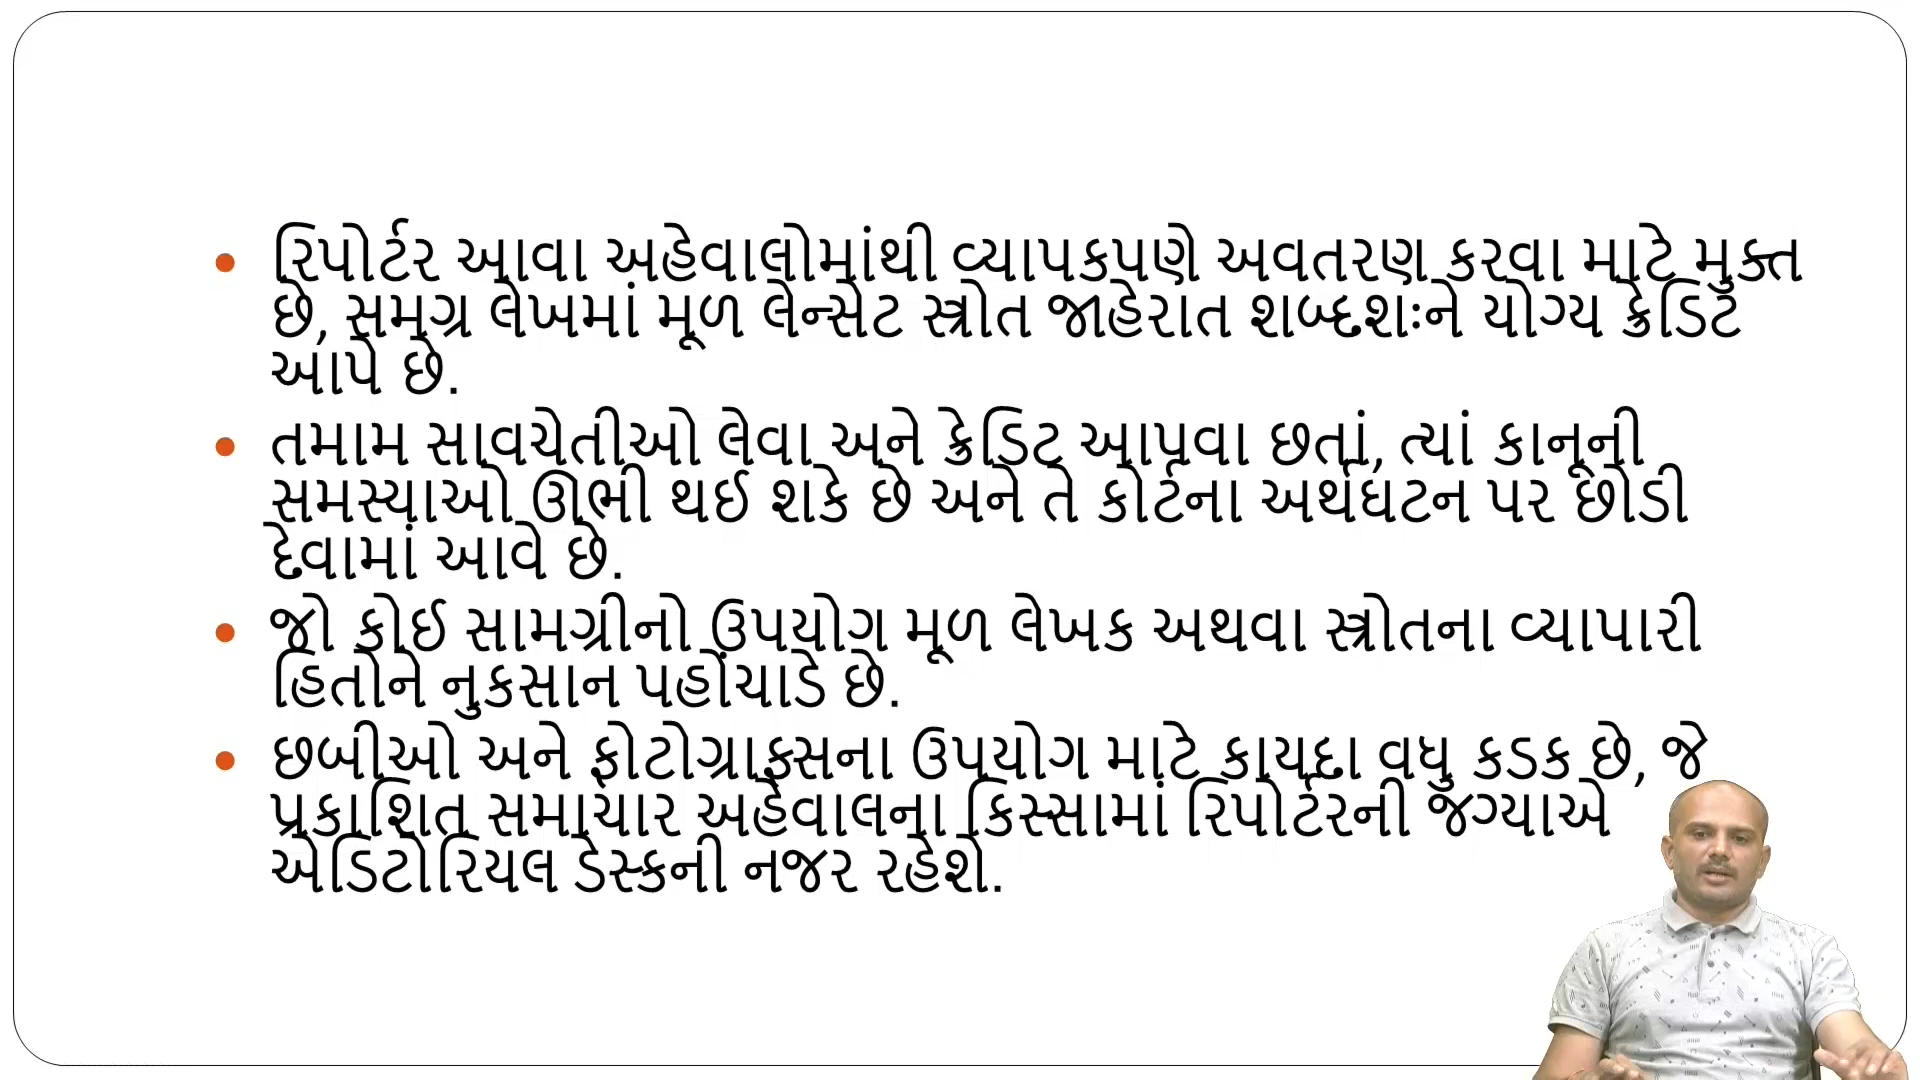 • રિપોર્ટર આવા અહેવાલોમાંથી વ્યાપકપણે અવતરણ કરવા માટે મુક્ત
છે, સમગ્ર લેખમાં મૂળ લેન્સેટ સ્ત્રોત જાહેરાત શબ્દશઃને યોગ્ય ક્રેડિટ
આપે છે.
• તમામ સાવચેતીઓ લેવા અને ક્રેડિટ આપવા છતાં, ત્યાં કાનૂની
સમસ્યાઓ ઊભી થઈ શકે છે અને તે કોર્ટના અર્થઘટન પર છોડી
દેવામાં આવે છે.
• જો કોઈ સામગ્રીનો ઉપયોગ મૂળ લેખક અથવા સ્ત્રોતના વ્યાપારી
હિતોને નુકસાન પહોંચાડે છે.
• છબીઓ અને ફોટોગ્રાફ્સના ઉપયોગ માટે કાયદા વધુ કડક છે, જે
પ્રકાશિત સમાચાર અહેવાલના કિસ્સામાં રિપોર્ટરની જગ્યાએ
એડિટોરિયલ ડેસ્કની નજર રહેશે.